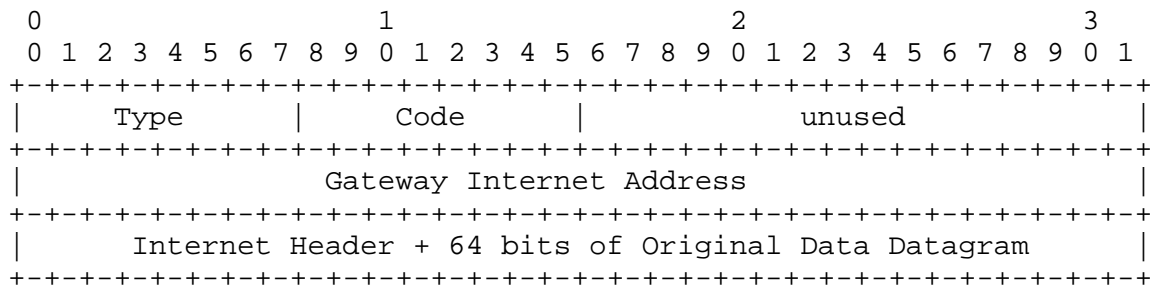 0                   1                   2                   3
 0 1 2 3 4 5 6 7 8 9 0 1 2 3 4 5 6 7 8 9 0 1 2 3 4 5 6 7 8 9 0 1
+-+-+-+-+-+-+-+-+-+-+-+-+-+-+-+-+-+-+-+-+-+-+-+-+-+-+-+-+-+-+-+-+
|     Type      |     Code      |            unused             |
+-+-+-+-+-+-+-+-+-+-+-+-+-+-+-+-+-+-+-+-+-+-+-+-+-+-+-+-+-+-+-+-+
|                 Gateway Internet Address                      |
+-+-+-+-+-+-+-+-+-+-+-+-+-+-+-+-+-+-+-+-+-+-+-+-+-+-+-+-+-+-+-+-+
|      Internet Header + 64 bits of Original Data Datagram      |
+-+-+-+-+-+-+-+-+-+-+-+-+-+-+-+-+-+-+-+-+-+-+-+-+-+-+-+-+-+-+-+-+